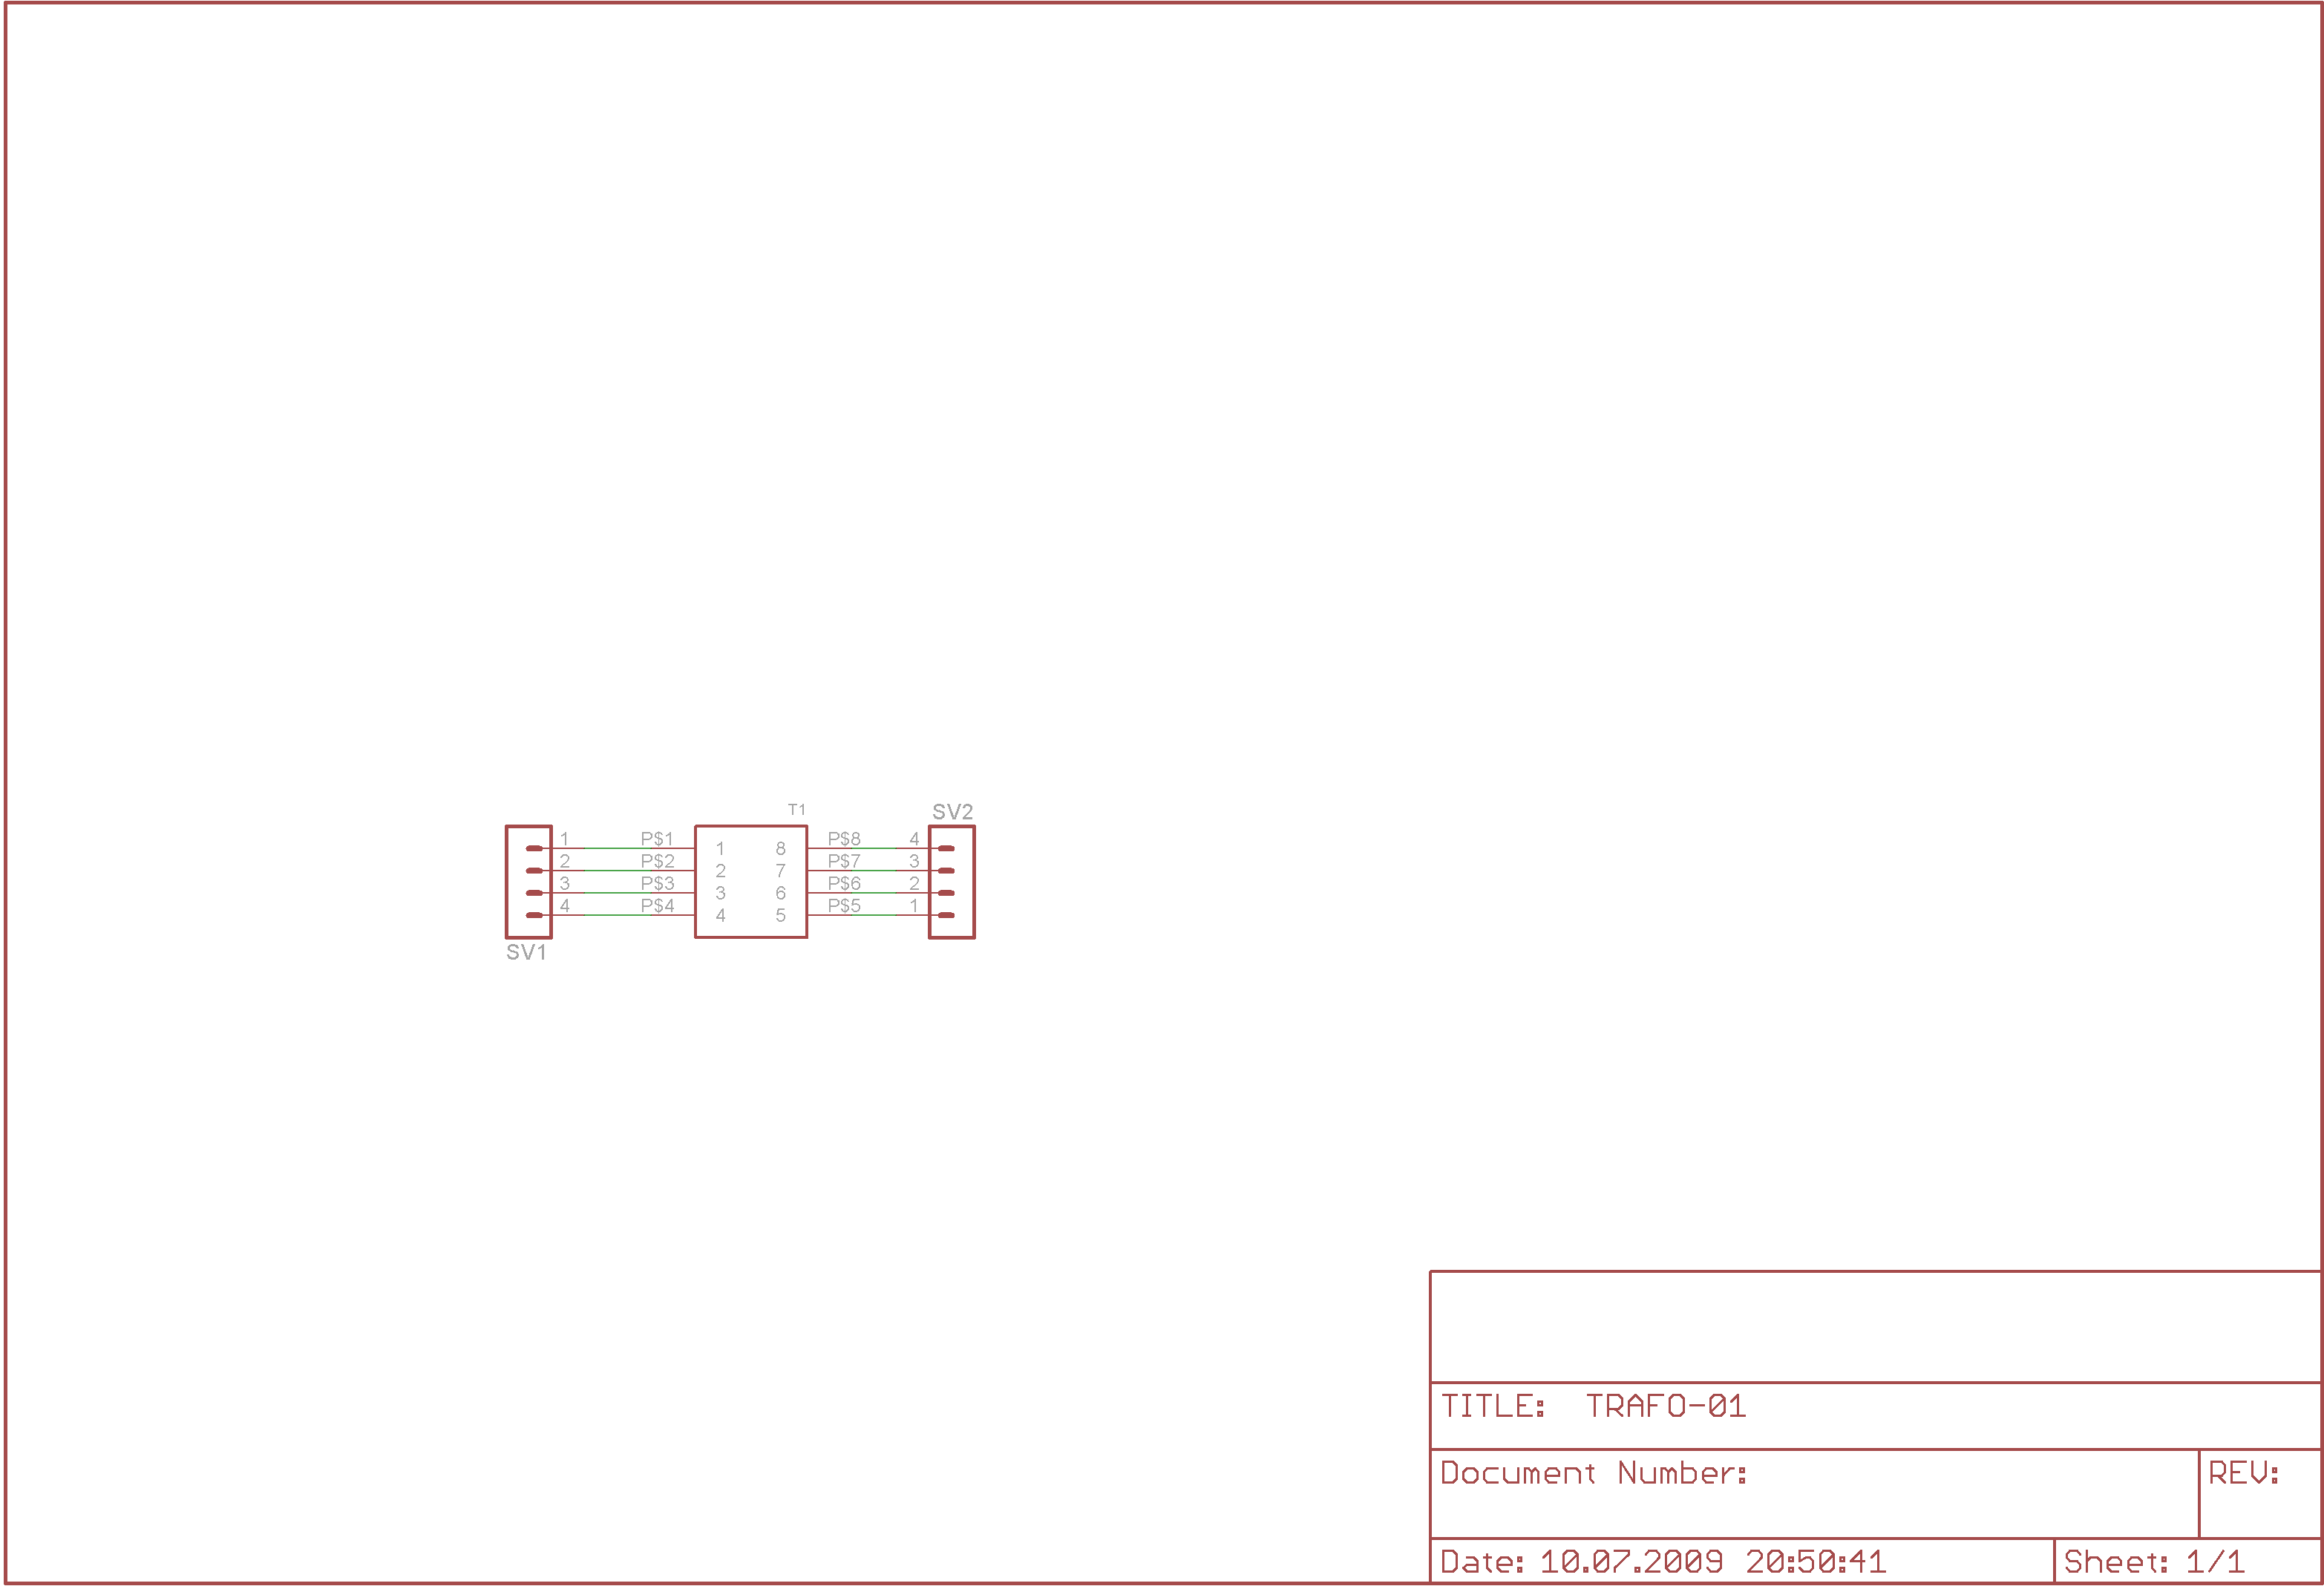 T1 SV2
1 P$1 1 8 P$8 4
2 P$2 2 7 P$7 3
3 P$3 3 6 P$6 2
4 P$4 4 5 P$5 1
SV1
TITLE: TRAFO-01
Document Number: REV:
Date: 10.07.2009 20:50:41 Sheet: 1/1